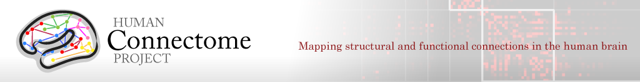 HUMAN
Connectome
PROJECT
Mapping structural and functional connections in the human brain